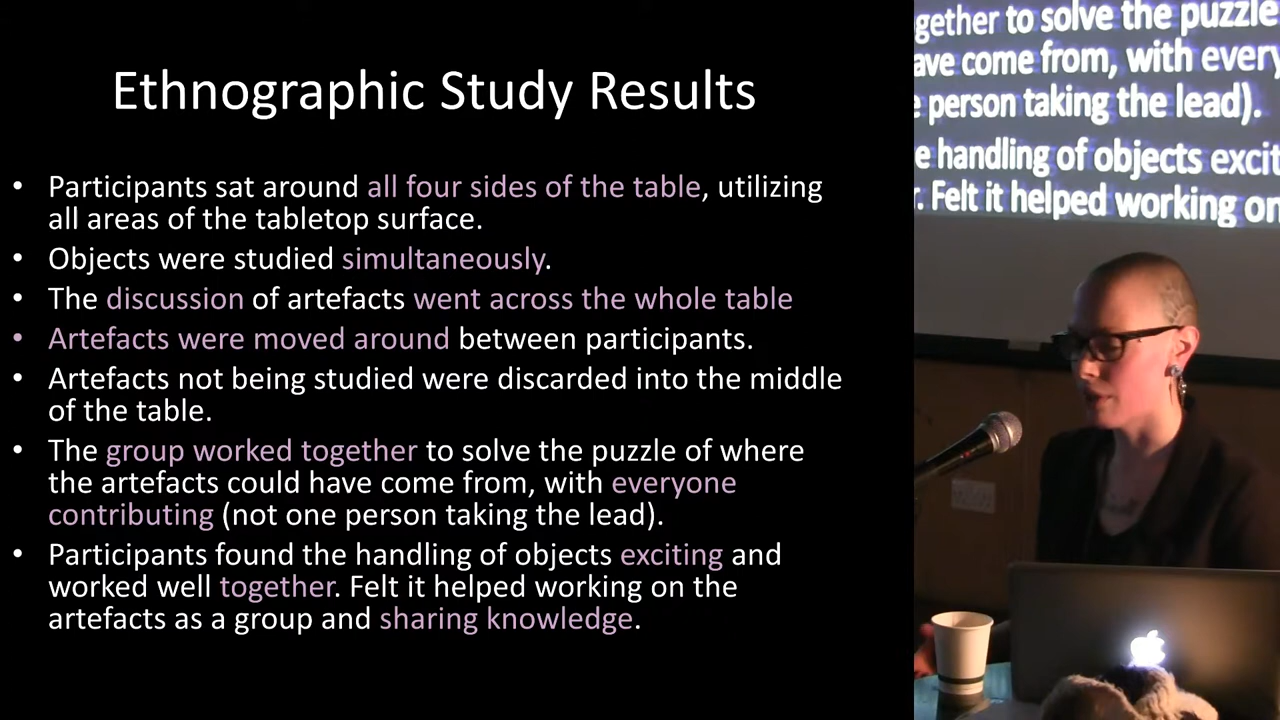 Ethnographic Study Results
• Participants sat around all four sides of the table, utilizing
all areas of the tabletop surface.
• Objects were studied simultaneously.
• The discussion of artefacts went across the whole table
• Artefacts were moved around between participants.
• Artefacts not being studied were discarded into the middle
of the table.
• The group worked together to solve the puzzle of where
the artefacts could have come from, with everyone
contributing (not one person taking the lead).
• Participants found the handling of objects exciting and
worked well together. Felt it helped working on the
artefacts as a group and sharing knowledge.
gether to solve the puzzle
ave come from, with every
e person taking the lead).
e handling of objects excit
r. Felt it helped working on